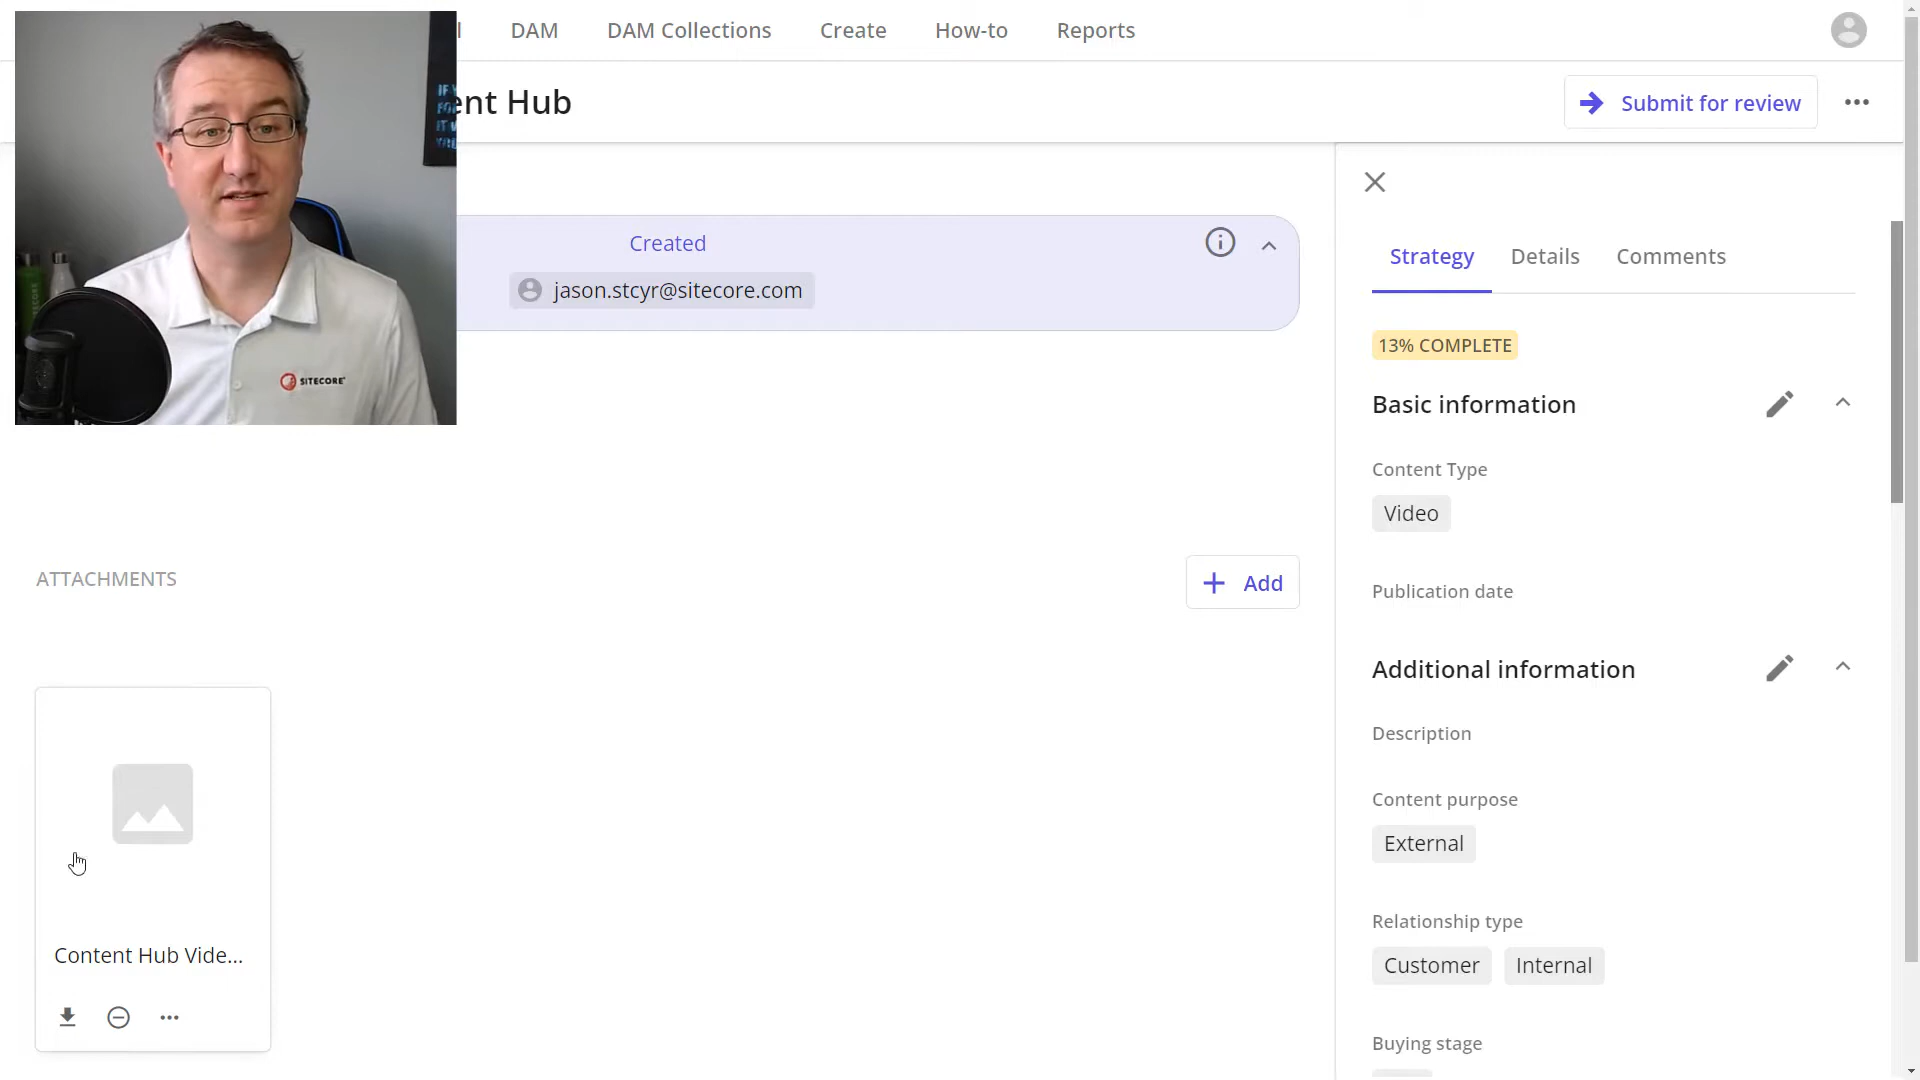 DAM
DAM Collections
Create
How-to
Reports
ent Hub
Submit for review
Created
jason.stcyr@sitecore.com
SITECORE
Strategy
Details
Comments
13% COMPLETE
Basic information
Content Type
Video
Publication date
Additional information
Description
Content purpose
External
Relationship type
Customer
Internal
Buying stage
ATTACHMENTS
Add
Content Hub Vide...